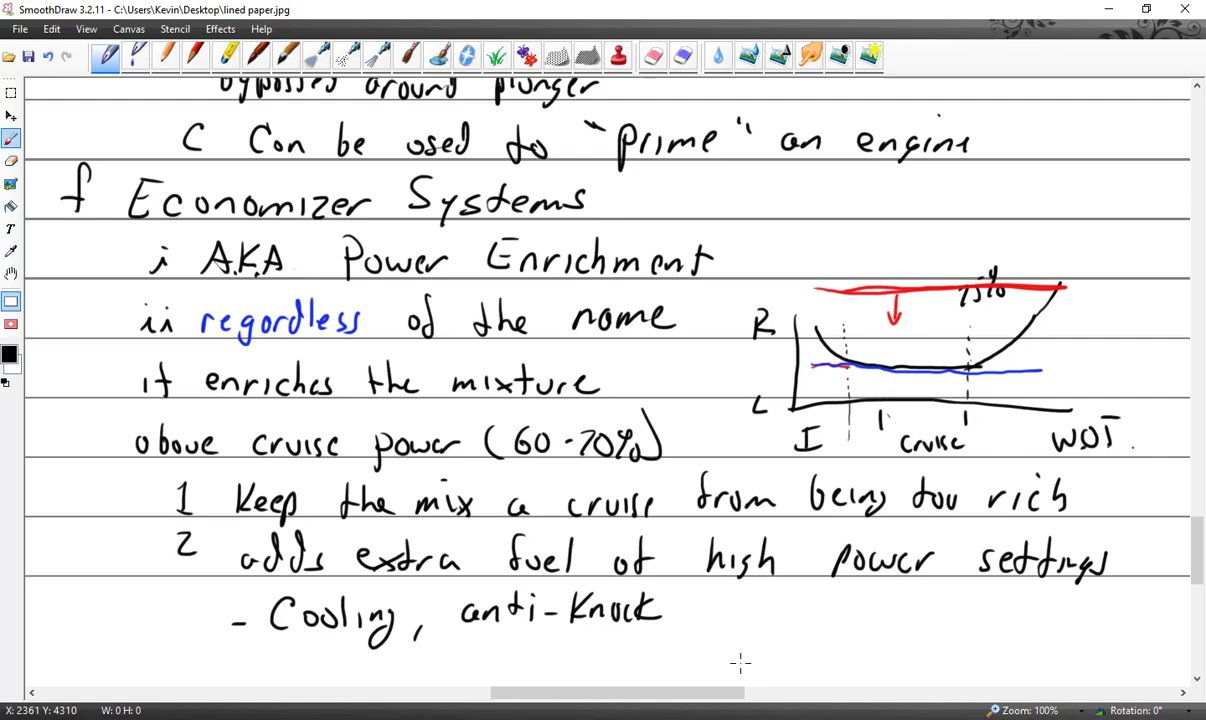 SmoothDraw 3.2.11 - C:\Users\Kevin\Desktop\lined paper.jpg
File Edit View Canvas Stencil Effects Help
bypasses around plunger
C Can be used to "prime" an engine
f Economizer Systems
i A.K.A. Power Enrichment
ii regardless of the name
it enriches the mixture
above cruise power (60-70%)
75%
R
L
I cruise WOT
1 Keep the mix a cruise from being too rich
2 adds extra fuel at high power settings
- Cooling, anti-Knock
X: 2361 Y: 4310 W: 0 H: 0 Zoom: 100% Rotation: 0°